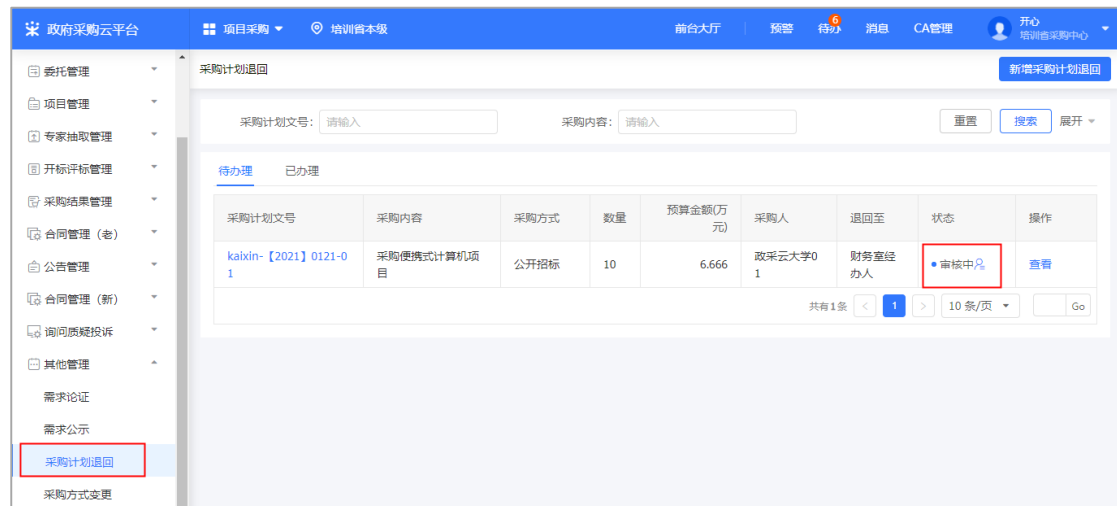 政府采购云平台
项目采购
培训省本级
前台大厅
预警
待办
6
消息
CA管理
开心
培训省采购中心
委托管理
项目管理
专家抽取管理
开标评标管理
采购结果管理
合同管理（老）
公告管理
合同管理（新）
询问质疑投诉
其他管理
需求论证
需求公示
采购计划退回
采购方式变更
采购计划退回
新增采购计划退回
采购计划文号： 请输入
采购内容： 请输入
重置
搜索
展开
待办理
已办理
采购计划文号
采购内容
采购方式
数量
预算金额(万
元)
采购人
退回至
状态
操作
kaixin-【2021】0121-0
1
采购便携式计算机项
目
公开招标
10
6.666
政采云大学0
1
财务室经
办人
审核中
查看
共有1条
1
10 条/页
Go